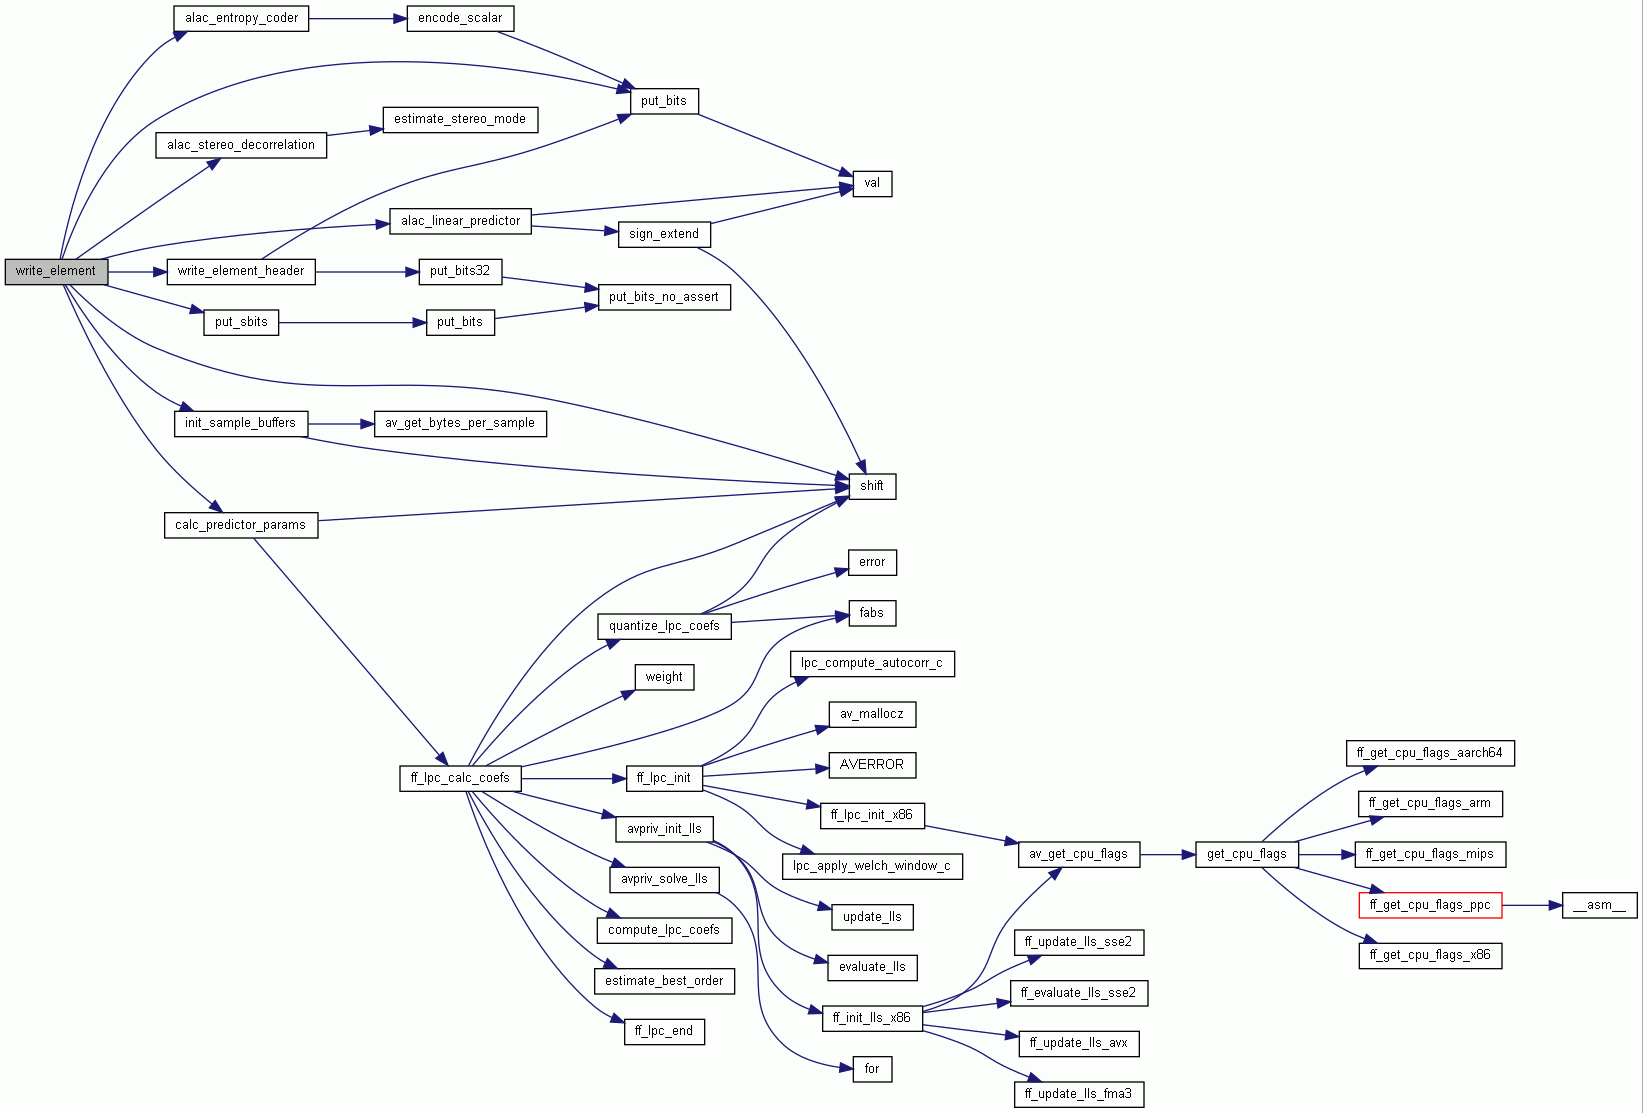 alac_entropy_coder
encode_scalar
put_bits
estimate_stereo_mode
alac_stereo_decorrelation
val
alac_linear_predictor
sign_extend
write_element
write_element_header
put_bits32
put_bits_no_assert
put_sbits
put_bits
init_sample_buffers
av_get_bytes_per_sample
shift
calc_predictor_params
error
fabs
quantize_lpc_coefs
lpc_compute_autocorr_c
weight
av_mallocz
ff_get_cpu_flags_aarch64
AVERROR
ff_lpc_calc_coefs
ff_lpc_init
ff_get_cpu_flags_arm
ff_lpc_init_x86
avpriv_init_lls
av_get_cpu_flags
get_cpu_flags
ff_get_cpu_flags_mips
lpc_apply_welch_window_c
avpriv_solve_lls
ff_get_cpu_flags_ppc
__asm__
update_lls
compute_lpc_coefs
ff_update_lls_sse2
ff_get_cpu_flags_x86
evaluate_lls
estimate_best_order
ff_evaluate_lls_sse2
ff_init_lls_x86
ff_lpc_end
ff_update_lls_avx
for
ff_update_lls_fma3